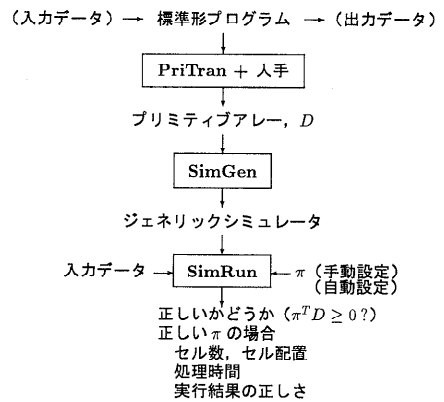 (入力データ) → 標準形プログラム → (出力データ)
PriTran + 人手
プリミティブアレー, D
SimGen
ジェネリックシミュレータ
入力データ → SimRun ← π (手動設定)
(自動設定)
正しいかどうか (π^T D ≥ 0 ?)
正しい π の場合
セル数, セル配置
処理時間
実行結果の正しさ